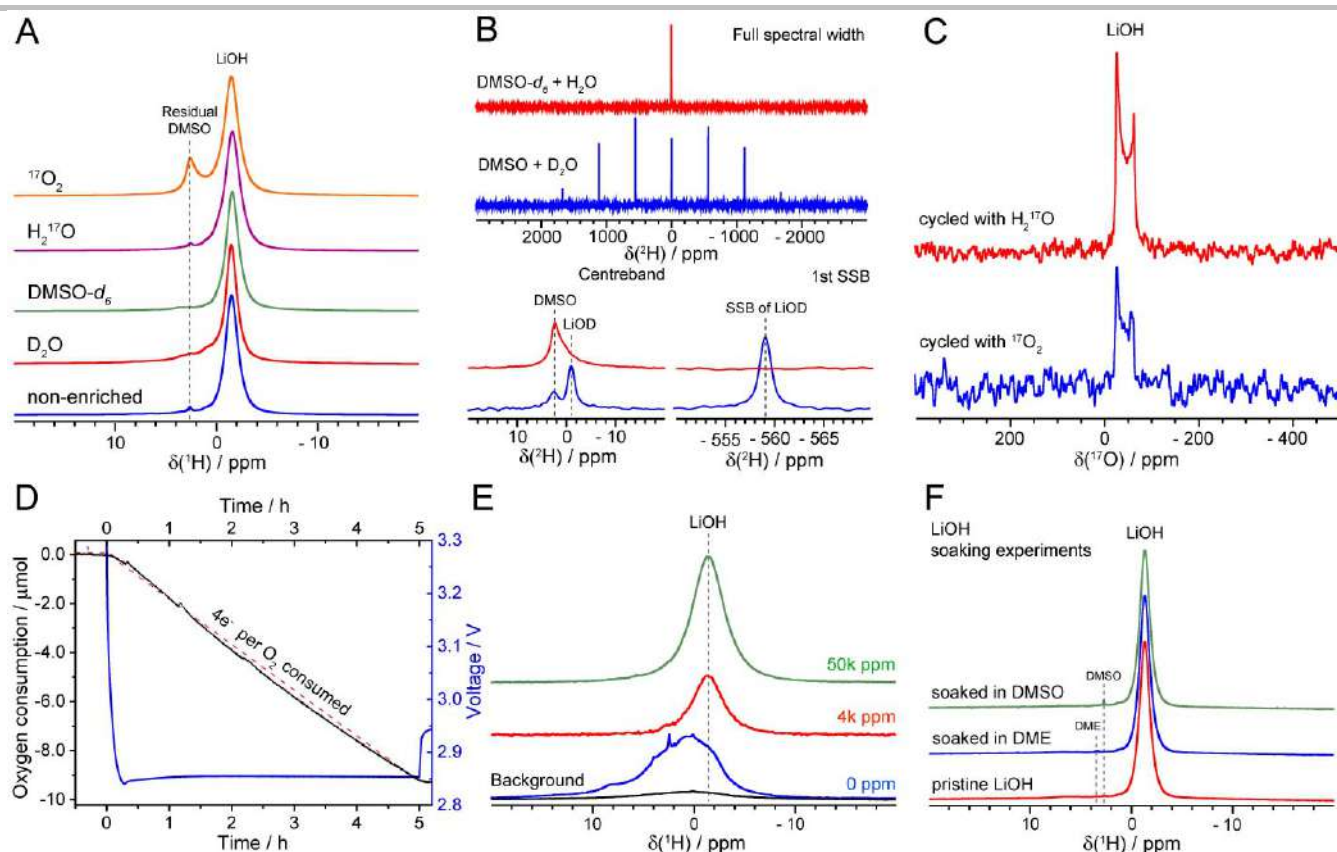 A
LiOH
Residual
DMSO
¹⁷O₂
H₂¹⁷O
DMSO-d₆
D₂O
non-enriched
10 0 - 10
δ(¹H) / ppm
B
Full spectral width
DMSO-d₆ + H₂O
DMSO + D₂O
2000 1000 0 - 1000 - 2000
δ(²H) / ppm
Centreband
1st SSB
DMSO
LiOD
SSB of LiOD
10 0 - 10
- 555 - 560 - 565
δ(²H) / ppm
δ(²H) / ppm
C
LiOH
cycled with H₂¹⁷O
cycled with ¹⁷O₂
200 0 - 200 - 400
δ(¹⁷O) / ppm
D
Time / h
0 1 2 3 4 5
Oxygen consumption / µmol
0.0
-2.0
-4.0
-6.0
-8.0
-10
4e⁻ per O₂ consumed
3.3
3.2
3.1
3.0
2.9
2.8
Voltage / V
0 1 2 3 4 5
Time / h
E
LiOH
50k ppm
4k ppm
Background
0 ppm
10 0 - 10
δ(¹H) / ppm
F
LiOH
soaking experiments
LiOH
DMSO
soaked in DMSO
DME
soaked in DME
pristine LiOH
10 0 - 10
δ(¹H) / ppm